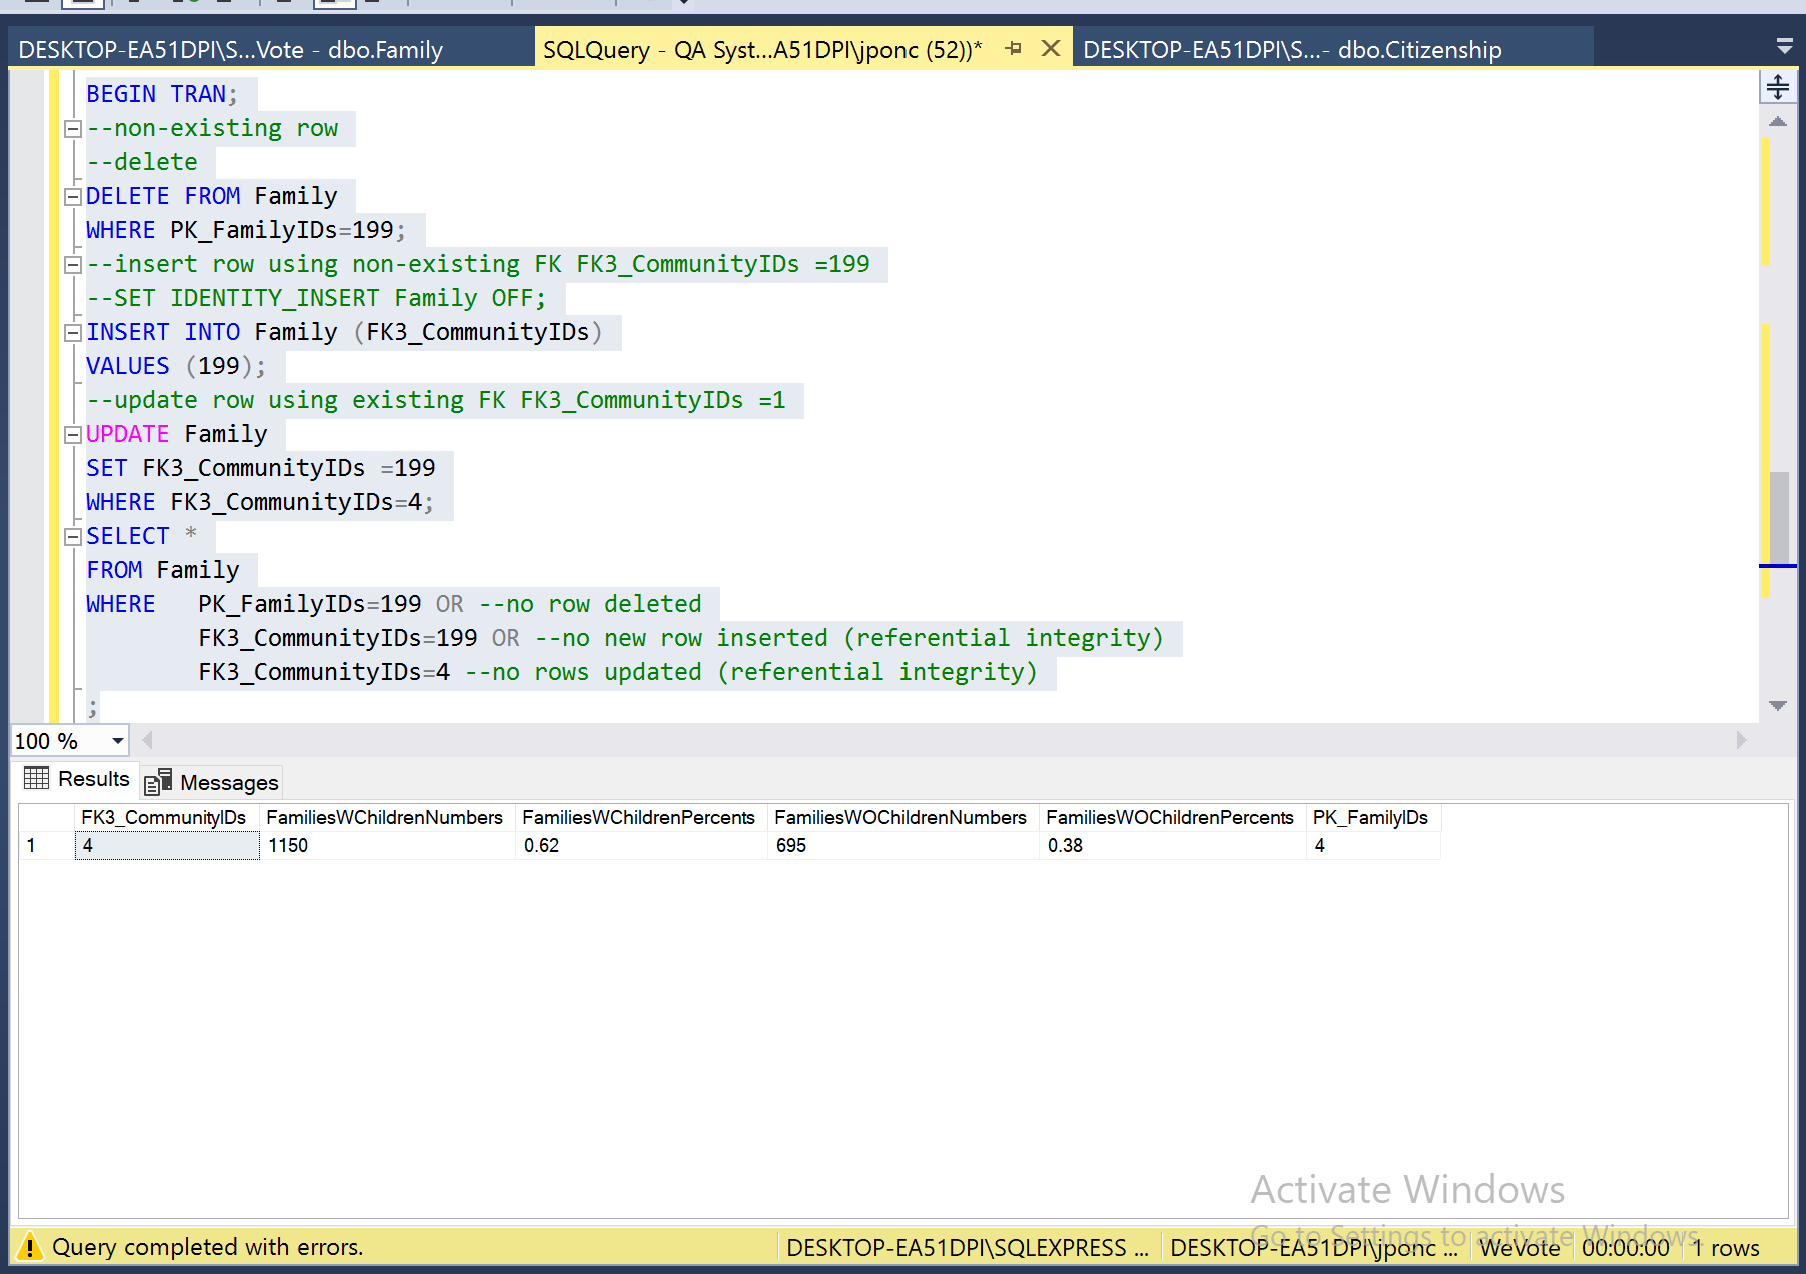 DESKTOP-EA51DPI\S...Vote - dbo.Family
SQLQuery - QA Syst...A51DPI\jponc (52))*
DESKTOP-EA51DPI\S...- dbo.Citizenship
BEGIN TRAN;
--non-existing row
--delete
DELETE FROM Family
WHERE PK_FamilyIDs=199;
--insert row using non-existing FK FK3_CommunityIDs =199
--SET IDENTITY_INSERT Family OFF;
INSERT INTO Family (FK3_CommunityIDs)
VALUES (199);
--update row using existing FK FK3_CommunityIDs =1
UPDATE Family
SET FK3_CommunityIDs =199
WHERE FK3_CommunityIDs=4;
SELECT *
FROM Family
WHERE PK_FamilyIDs=199 OR --no row deleted
FK3_CommunityIDs=199 OR --no new row inserted (referential integrity)
FK3_CommunityIDs=4 --no rows updated (referential integrity)
;
100 %
Results Messages
FK3_CommunityIDs FamiliesWChildrenNumbers FamiliesWChildrenPercents FamiliesWOChildrenNumbers FamiliesWOChildrenPercents PK_FamilyIDs
1 4 1150 0.62 695 0.38 4
Activate Windows
Go to Settings to activate Windows.
Query completed with errors. DESKTOP-EA51DPI\SQLEXPRESS ... DESKTOP-EA51DPI\jponc ... WeVote 00:00:00 1 rows